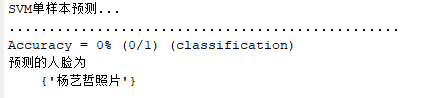 SVM单样本预测...
.................................................
Accuracy = 0% (0/1) (classification)
预测的人脸为
{'杨艺哲照片'}